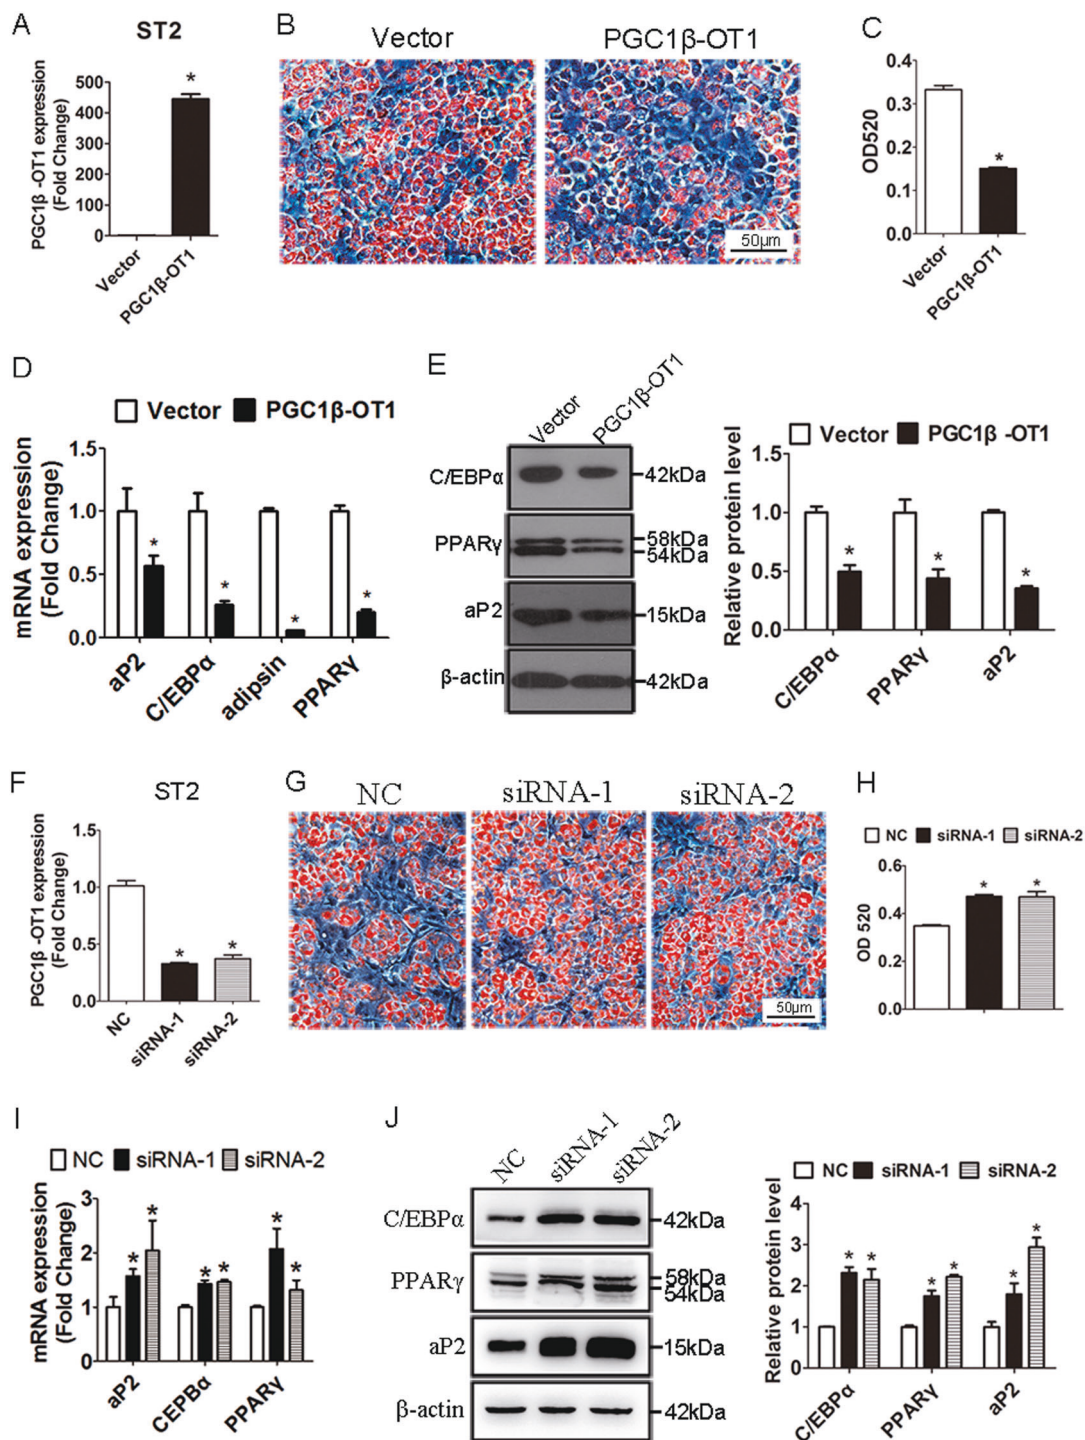 A
ST2
PGC1β -OT1 expression
(Fold Change)
500
400
300
200
100
0
*
Vector
PGC1β-OT1
B
Vector
PGC1β-OT1
50μm
C
OD520
0.4
0.3
0.2
0.1
0.0
*
Vector
PGC1β-OT1
D
Vector PGC1β-OT1
mRNA expression
(Fold Change)
1.5
1.0
0.5
0.0
* * * *
aP2 C/EBPα adipsin PPARγ
E
Vector PGC1β-OT1
C/EBPα 42kDa
PPARγ 58kDa
54kDa
aP2 15kDa
β-actin 42kDa
Vector PGC1β -OT1
Relative protein level
1.5
1.0
0.5
0.0
* * *
C/EBPα PPARγ aP2
F
ST2
PGC1β -OT1 expression
(Fold Change)
1.5
1.0
0.5
0.0
* *
NC siRNA-1 siRNA-2
G
NC siRNA-1 siRNA-2
50μm
H
NC siRNA-1 siRNA-2
OD 520
0.6
0.4
0.2
0.0
* *
I
NC siRNA-1 siRNA-2
mRNA expression
(Fold Change)
3
2
1
0
* * * * * *
aP2 CEPBα PPARγ
J
NC siRNA-1 siRNA-2
C/EBPα 42kDa
PPARγ 58kDa
54kDa
aP2 15kDa
β-actin 42kDa
NC siRNA-1 siRNA-2
Relative protein level
4
3
2
1
0
* * * * * *
C/EBPα PPARγ aP2